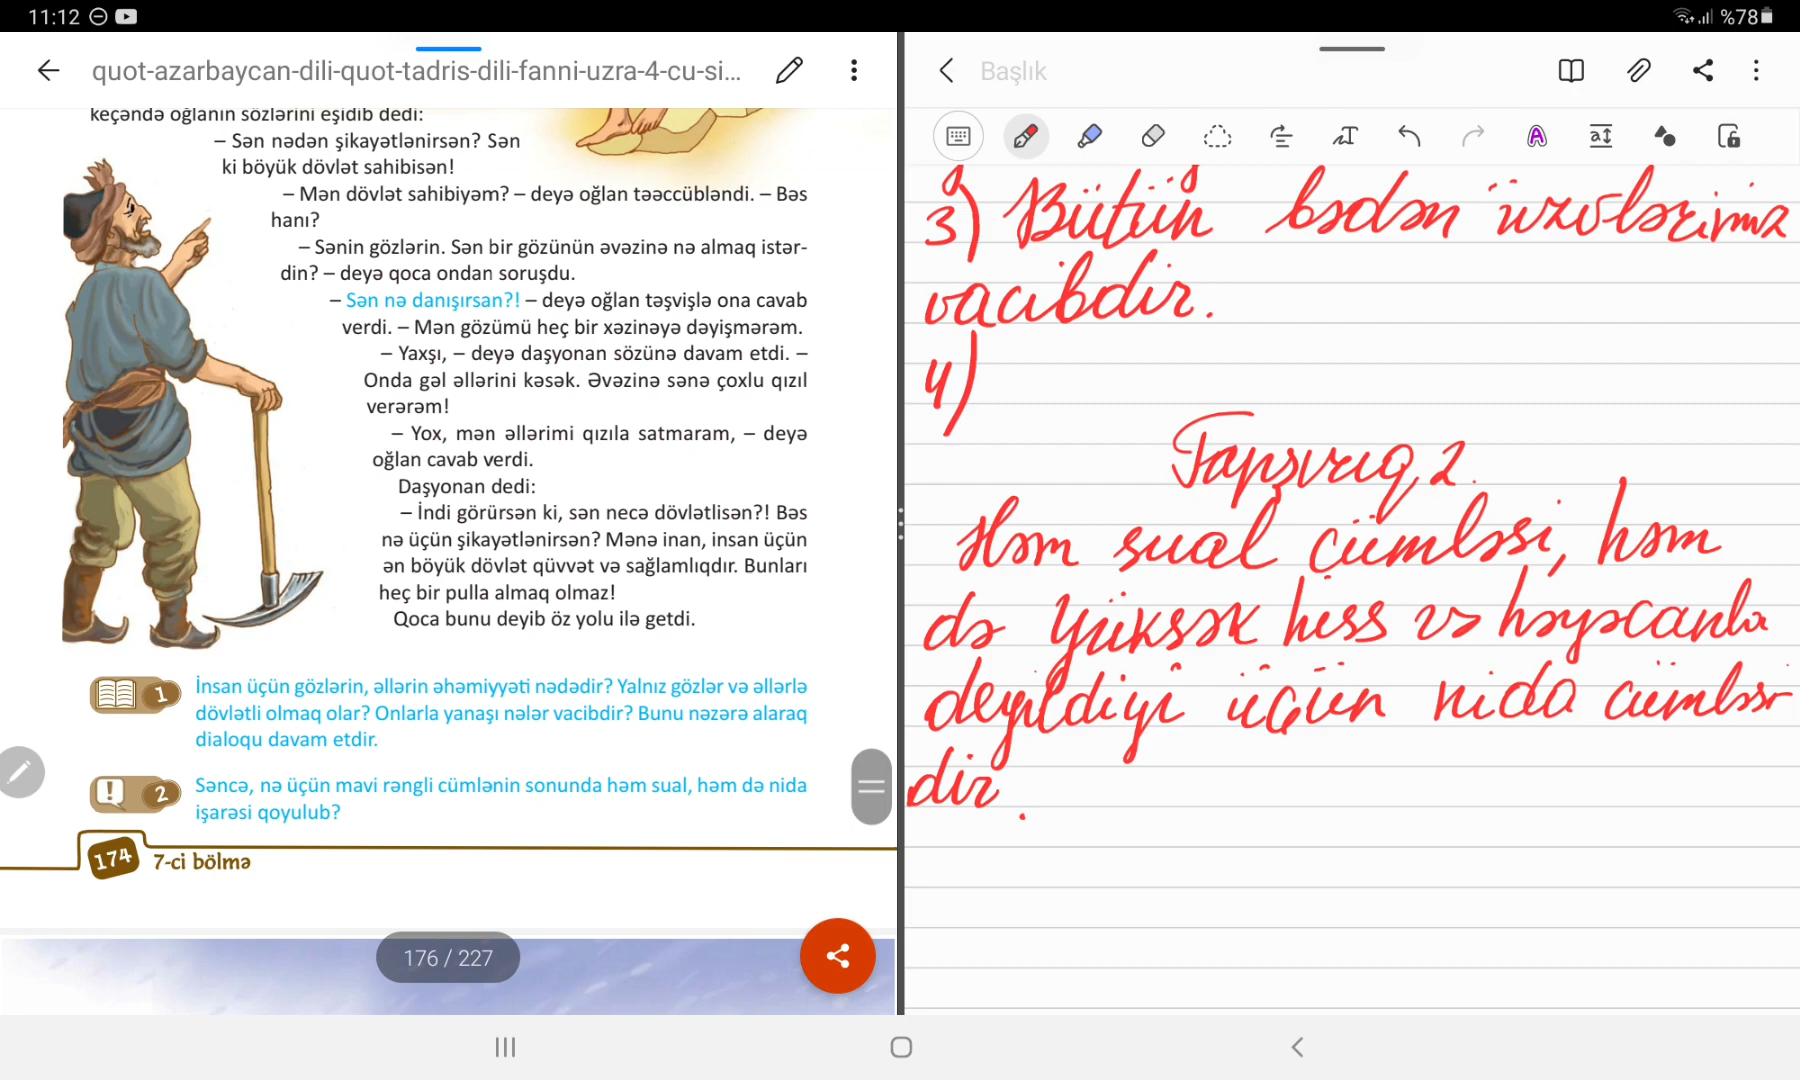 11:12
%78
quot-azarbaycan-dili-quot-tadris-dili-fanni-uzra-4-cu-si...
keçəndə oğlanın sözlərini eşidib dedi:
– Sən nədən şikayətlənirsən? Sən
ki böyük dövlət sahibisən!
– Mən dövlət sahibiyəm? – deyə oğlan təəccübləndi. – Bəs
hanı?
– Sənin gözlərin. Sən bir gözünün əvəzinə nə almaq istər-
din? – deyə qoca ondan soruşdu.
– Sən nə danışırsan?! – deyə oğlan təşvişlə ona cavab
verdi. – Mən gözümü heç bir xəzinəyə dəyişmərəm.
– Yaxşı, – deyə daşyonan sözünə davam etdi. –
Onda gəl əllərini kəsək. Əvəzinə sənə çoxlu qızıl
verərəm!
– Yox, mən əllərimi qızıla satmaram, – deyə
oğlan cavab verdi.
Daşyonan dedi:
– İndi görürsən ki, sən necə dövlətlisən?! Bəs
nə üçün şikayətlənirsən? Mənə inan, insan üçün
ən böyük dövlət qüvvət və sağlamlıqdır. Bunları
heç bir pulla almaq olmaz!
Qoca bunu deyib öz yolu ilə getdi.
1 İnsan üçün gözlərin, əllərin əhəmiyyəti nədədir? Yalnız gözlər və əllərlə
dövlətli olmaq olar? Onlarla yanaşı nələr vacibdir? Bunu nəzərə alaraq
dialoqu davam etdir.
! 2 Səncə, nə üçün mavi rəngli cümlənin sonunda həm sual, həm də nida
işarəsi qoyulub?
174 7-ci bölmə
176 / 227
Başlık
3) Bütün bədən üzvlərimiz
vacibdir.
4)
Tapşırıq 2.
Həm sual cümləsi, həm
də yüksək hiss və həyəcanla
deyildiyi üçün nida cümləsi
dir.